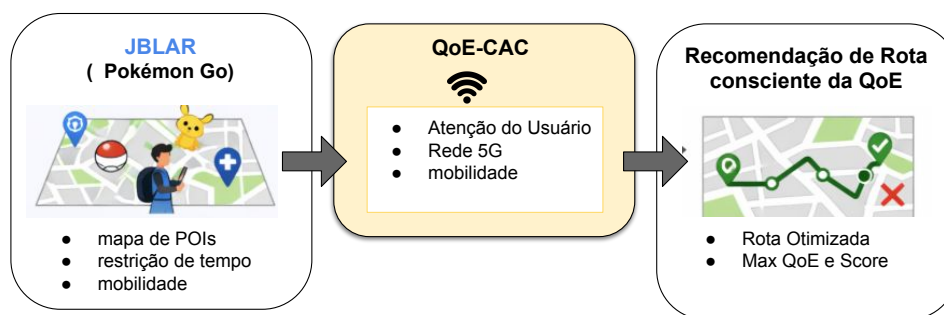 JBLAR
( Pokémon Go)
● mapa de POIs
● restrição de tempo
● mobilidade
QoE-CAC
● Atenção do Usuário
● Rede 5G
● mobilidade
Recomendação de Rota
consciente da QoE
● Rota Otimizada
● Max QoE e Score